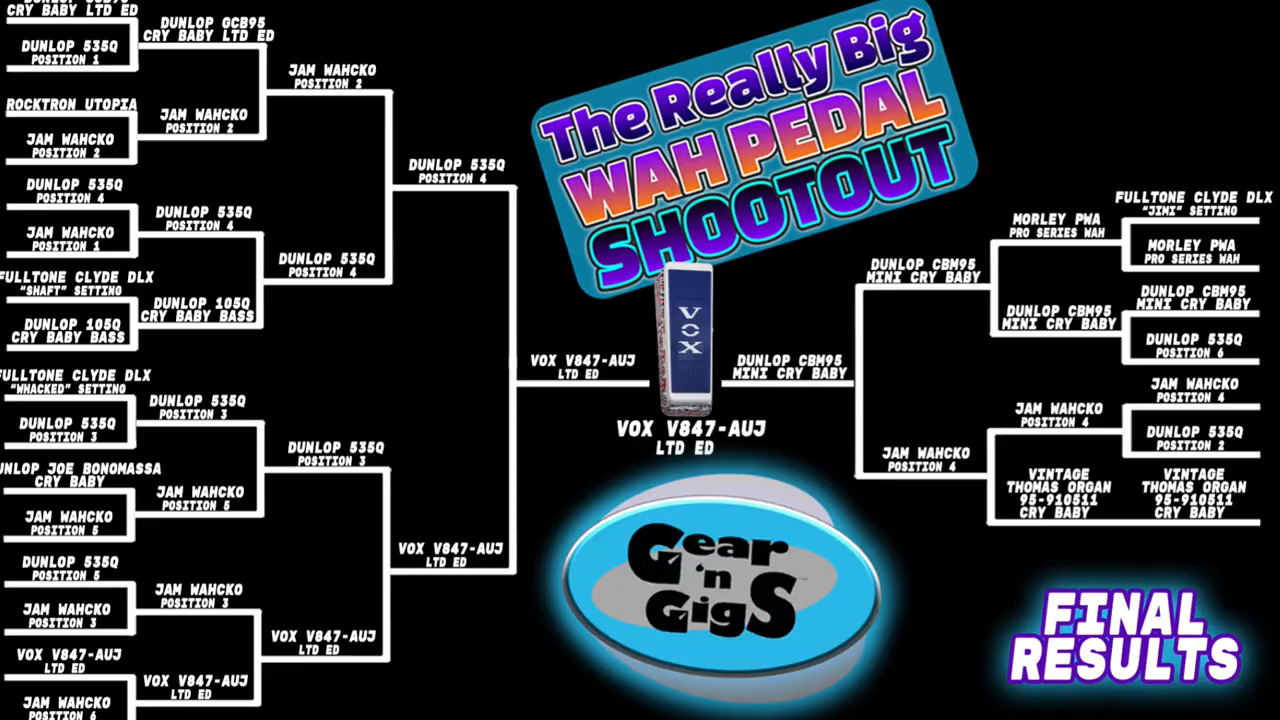 CRY BABY LTD ED
DUNLOP 535Q
POSITION 1
ROCKTRON UTOPIA
JAM WAHCKO
POSITION 2
DUNLOP 535Q
POSITION 4
JAM WAHCKO
POSITION 1
FULLTONE CLYDE DLX
"SHAFT" SETTING
DUNLOP 105Q
CRY BABY BASS
FULLTONE CLYDE DLX
"WHACKED" SETTING
DUNLOP 535Q
POSITION 3
UNLOP JOE BONOMASSA
CRY BABY
JAM WAHCKO
POSITION 5
DUNLOP 535Q
POSITION 5
JAM WAHCKO
POSITION 3
VOX V847-AUJ
LTD ED
JAM WAHCKO
POSITION 6
DUNLOP GCB95
CRY BABY LTD ED
JAM WAHCKO
POSITION 2
DUNLOP 535Q
POSITION 4
DUNLOP 105Q
CRY BABY BASS
DUNLOP 535Q
POSITION 3
JAM WAHCKO
POSITION 5
JAM WAHCKO
POSITION 3
VOX V847-AUJ
LTD ED
JAM WAHCKO
POSITION 2
DUNLOP 535Q
POSITION 4
DUNLOP 535Q
POSITION 3
VOX V847-AUJ
LTD ED
DUNLOP 535Q
POSITION 4
VOX V847-AUJ
LTD ED
VOX V847-AUJ
LTD ED
The Really Big
WAH PEDAL
SHOOTOUT
VOX
VOX V847-AUJ
LTD ED
Gear
'n
GigS
™
DUNLOP CBM95
MINI CRY BABY
DUNLOP CBM95
MINI CRY BABY
JAM WAHCKO
POSITION 4
MORLEY PWA
PRO SERIES WAH
DUNLOP CBM95
MINI CRY BABY
JAM WAHCKO
POSITION 4
VINTAGE
THOMAS ORGAN
95-910511
CRY BABY
FULLTONE CLYDE DLX
"JIMI" SETTING
MORLEY PWA
PRO SERIES WAH
DUNLOP CBM95
MINI CRY BABY
DUNLOP 535Q
POSITION 6
JAM WAHCKO
POSITION 4
DUNLOP 535Q
POSITION 2
VINTAGE
THOMAS ORGAN
95-910511
CRY BABY
FINAL
RESULTS